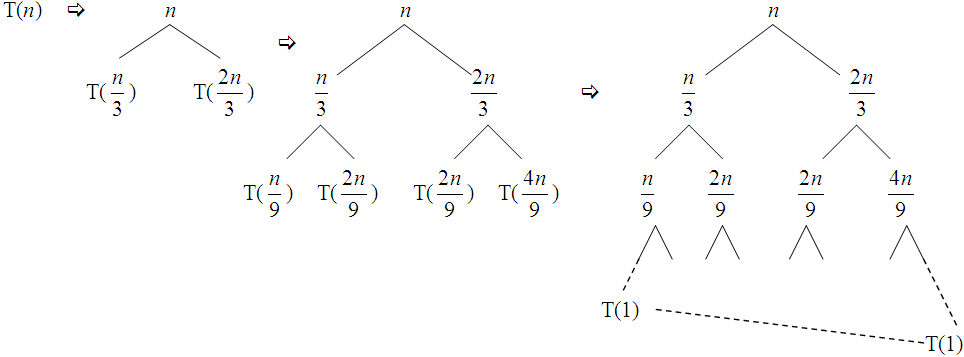 T(n) ⇨ n
T(n/3) T(2n/3)
⇨ n
n/3 2n/3
T(n/9) T(2n/9) T(2n/9) T(4n/9)
⇨ n
n/3 2n/3
n/9 2n/9 2n/9 4n/9
T(1)
T(1)